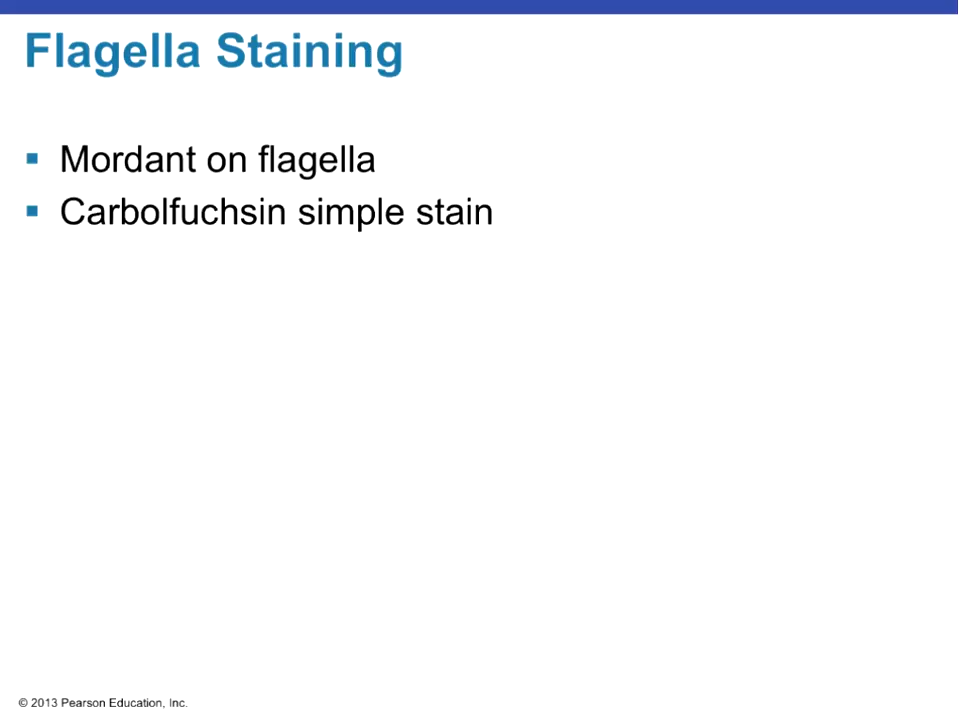 Flagella Staining
▪ Mordant on flagella
▪ Carbolfuchsin simple stain
© 2013 Pearson Education, Inc.